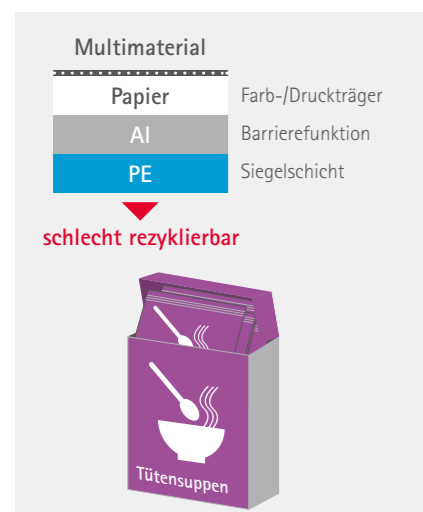 Multimaterial
Papier Farb-/Druckträger
Al Barrierefunktion
PE Siegelschicht
schlecht rezyklierbar
Tütensuppen